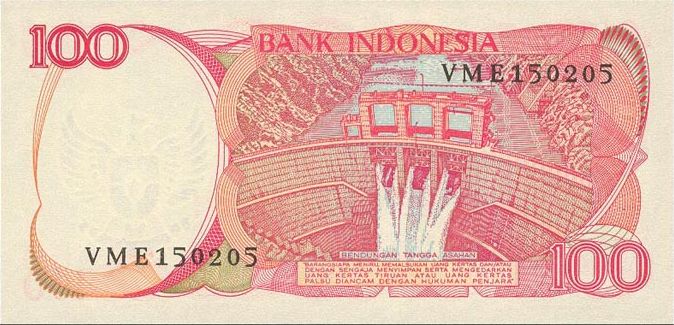 100
BANK INDONESIA
VME150205
VME150205
BENDUNGAN TANGGA ASAHAN
"BARANGSIAPA MENIRU, MEMALSUKAN UANG KERTAS DAN/ATAU
DENGAN SENGAJA MENYIMPAN SERTA MENGEDARKAN
UANG KERTAS TIRUAN ATAU UANG KERTAS
PALSU DIANCAM DENGAN HUKUMAN PENJARA"
100